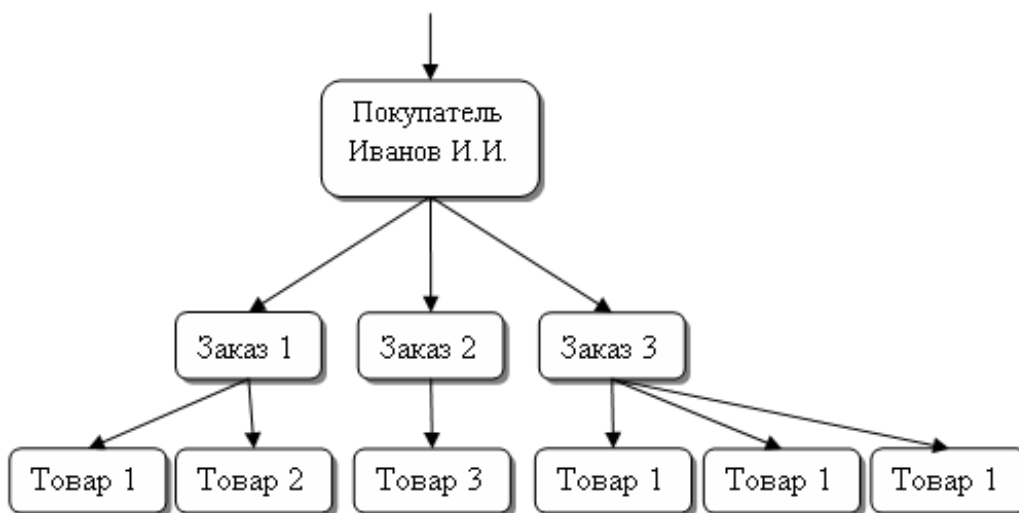 Покупатель
Иванов И.И.
Заказ 1
Заказ 2
Заказ 3
Товар 1
Товар 2
Товар 3
Товар 1
Товар 1
Товар 1